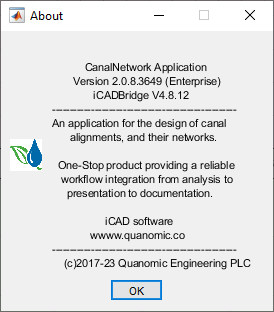 About
CanalNetwork Application
Version 2.0.8.3649 (Enterprise)
iCADBridge V4.8.12
-----------------------------------------------
An application for the design of canal
alignments, and their networks.
One-Stop product providing a reliable
workflow integration from analysis to
presentation to documentation.
iCAD software
wwww.quanomic.co
-----------------------------------------------
(c)2017-23 Quanomic Engineering PLC
OK